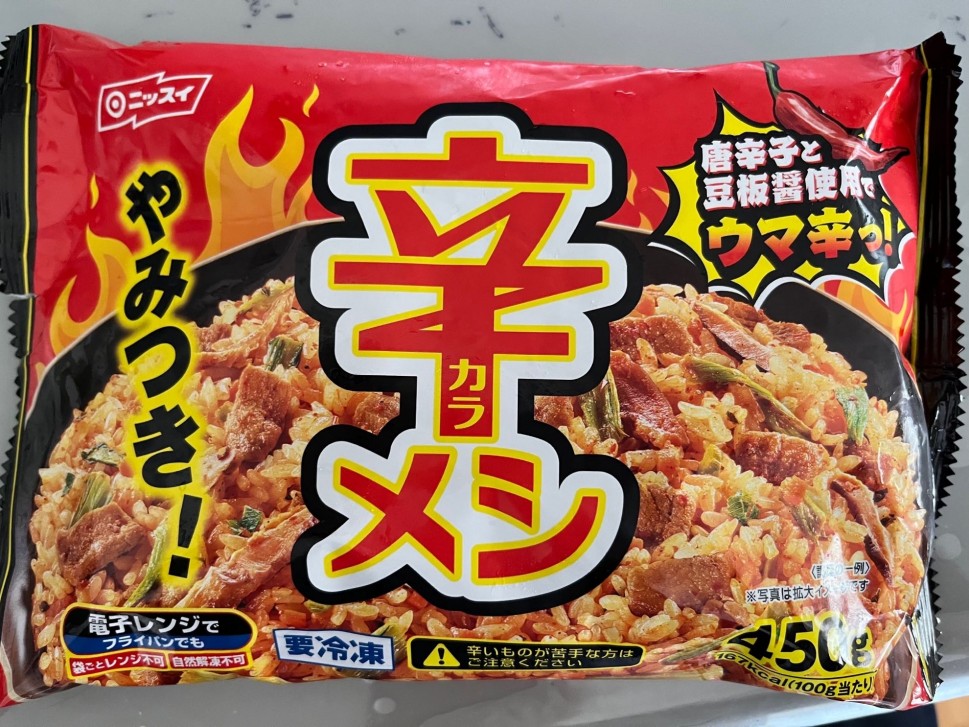 ニッスイ
やみつき!
辛
カラ
メシ
唐辛子と
豆板醤使用で
ウマ辛っ!
※写真は拡大イメージです
電子レンジで
フライパンでも
袋ごとレンジ不可 自然解凍不可
要冷凍
辛いものが苦手な方は
ご注意ください
450g
167kcal(100g当たり)